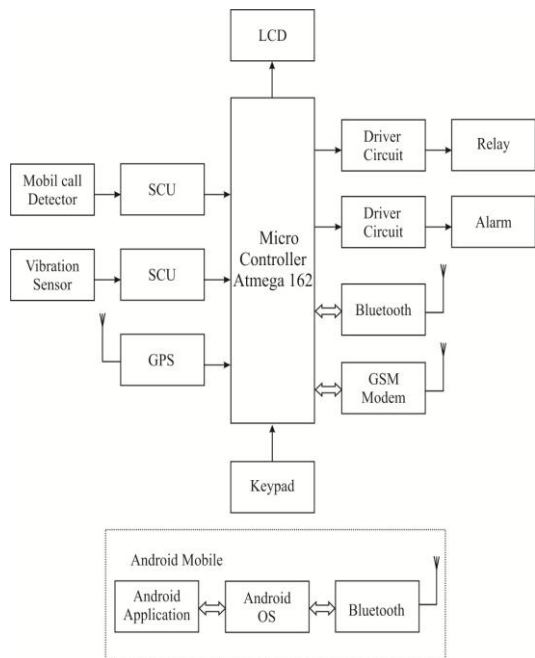 LCD
Driver
Circuit
Relay
Mobil call
Detector
SCU
Driver
Circuit
Alarm
Micro
Controller
Atmega 162
Vibration
Sensor
SCU
Bluetooth
GPS
GSM
Modem
Keypad
Android Mobile
Android
Application
Android
OS
Bluetooth